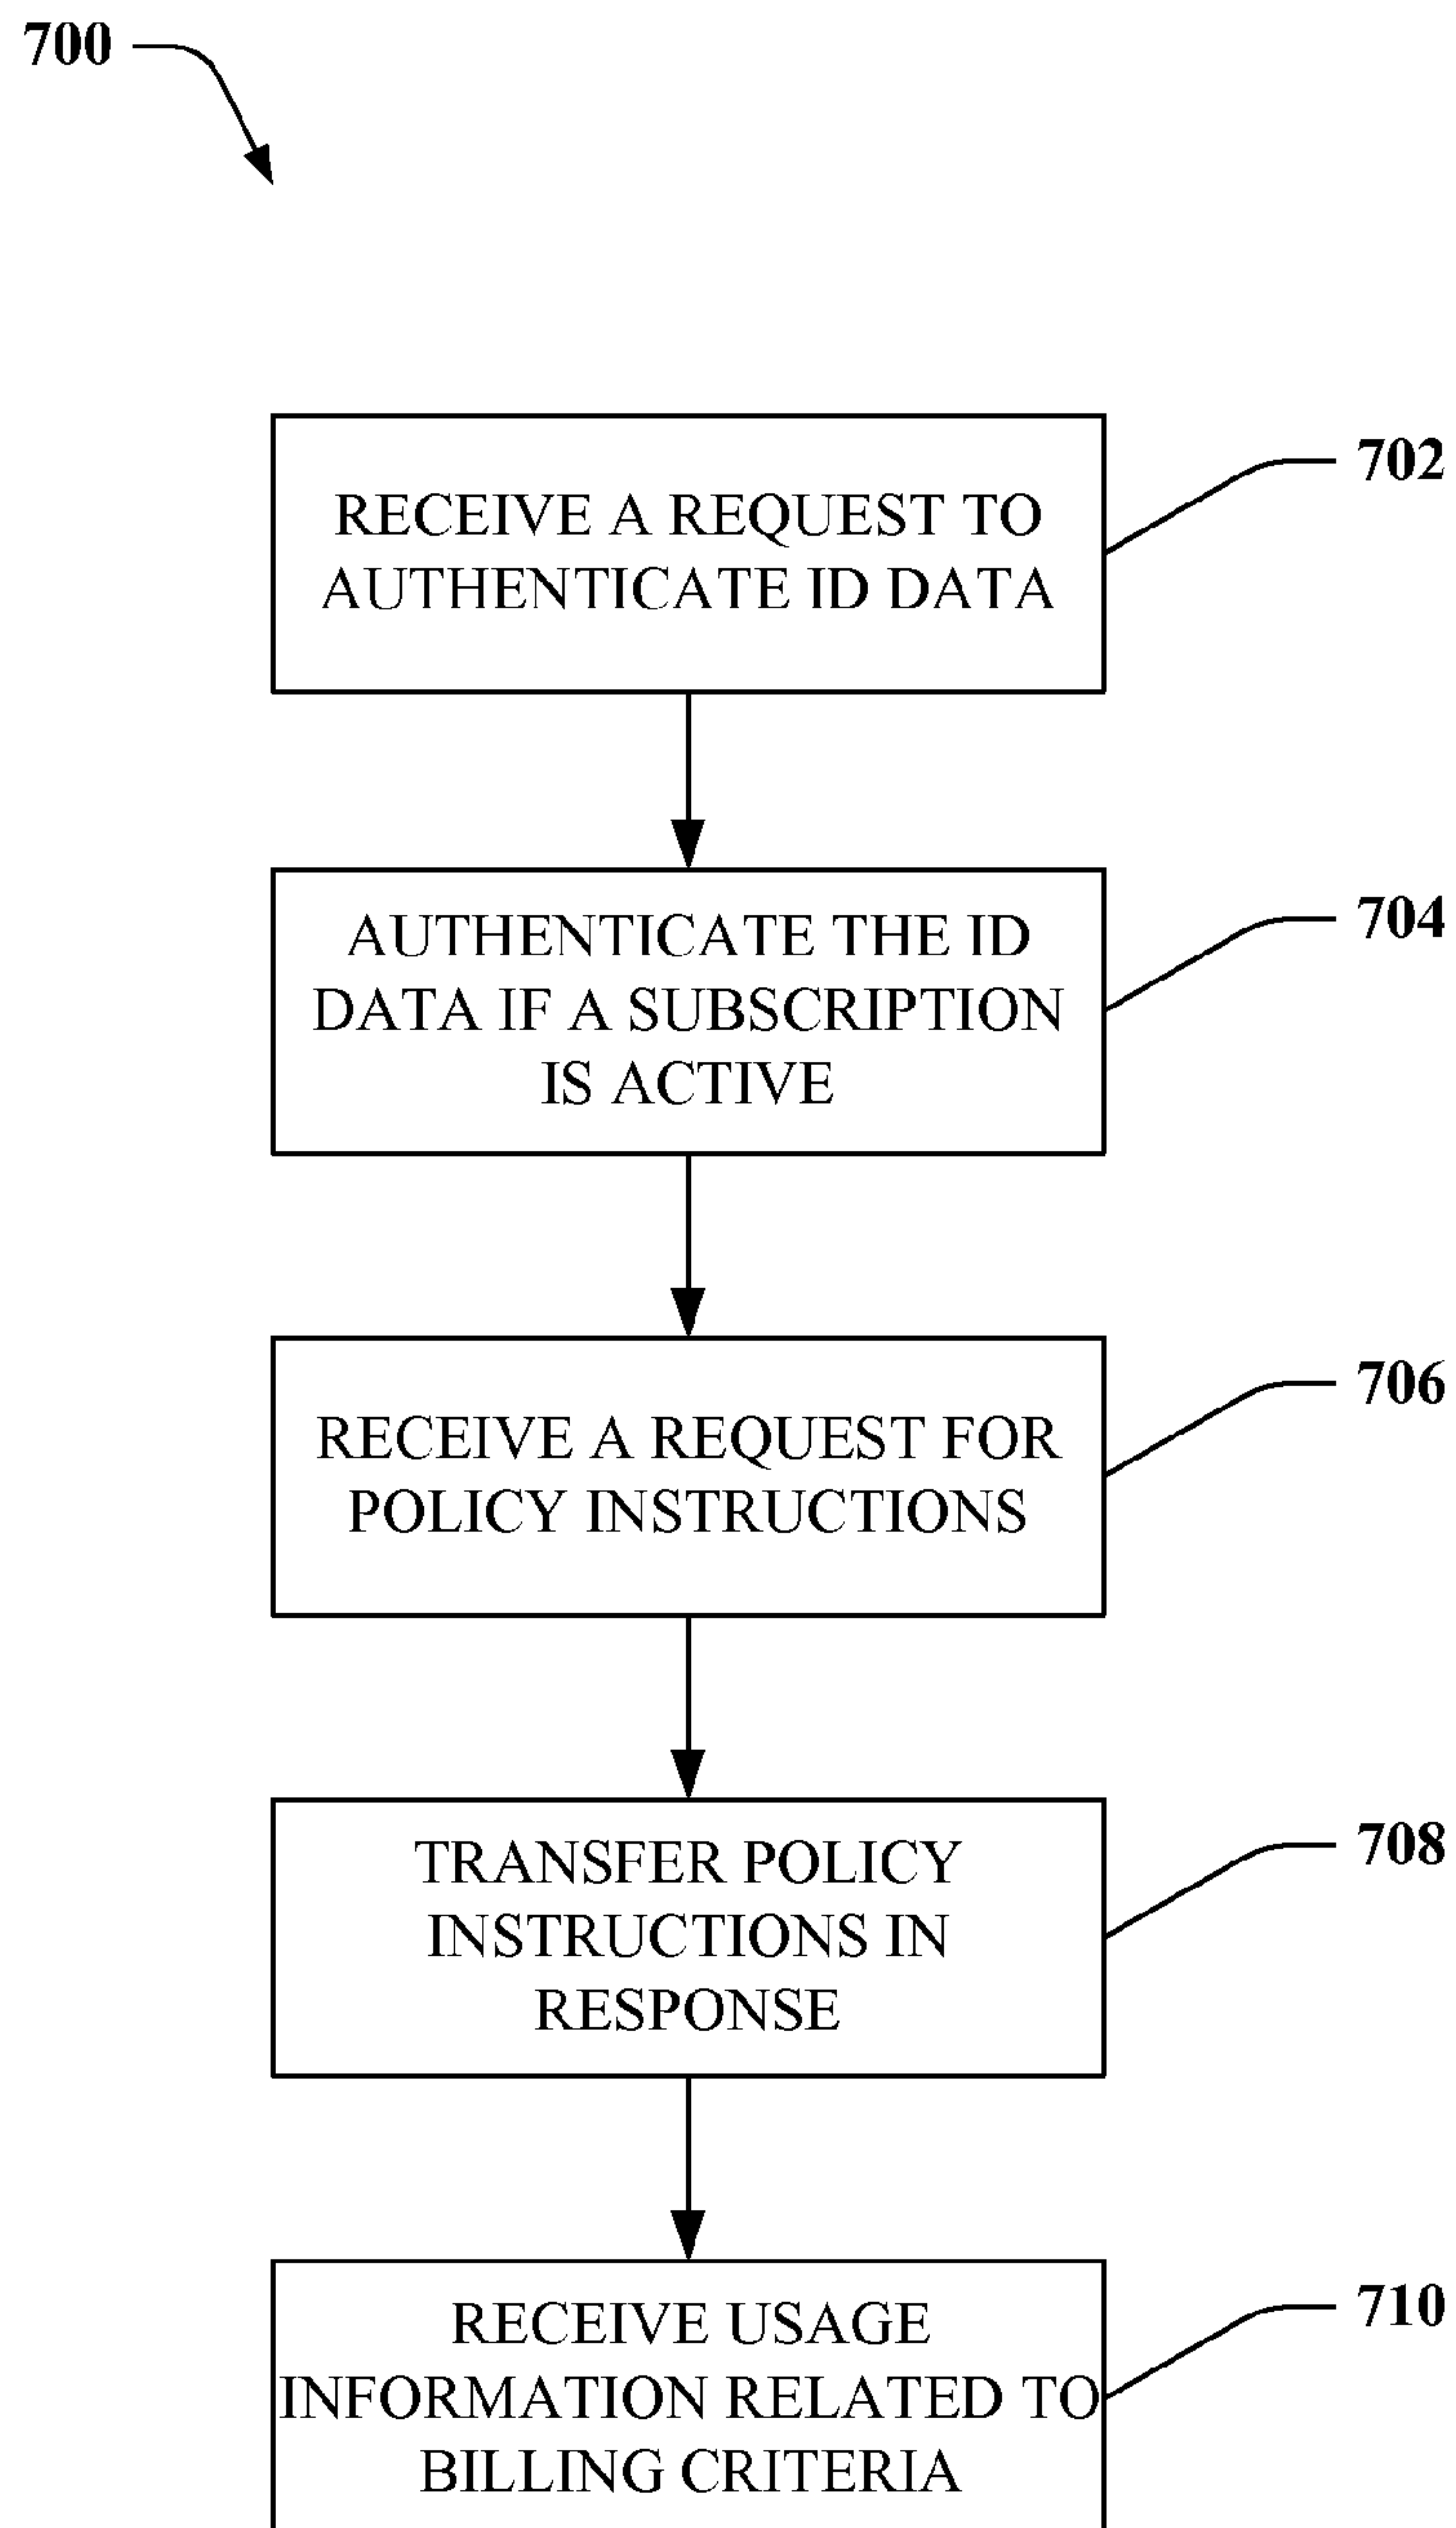 700
702
RECEIVE A REQUEST TO
AUTHENTICATE ID DATA
704
AUTHENTICATE THE ID
DATA IF A SUBSCRIPTION
IS ACTIVE
706
RECEIVE A REQUEST FOR
POLICY INSTRUCTIONS
708
TRANSFER POLICY
INSTRUCTIONS IN
RESPONSE
710
RECEIVE USAGE
INFORMATION RELATED TO
BILLING CRITERIA